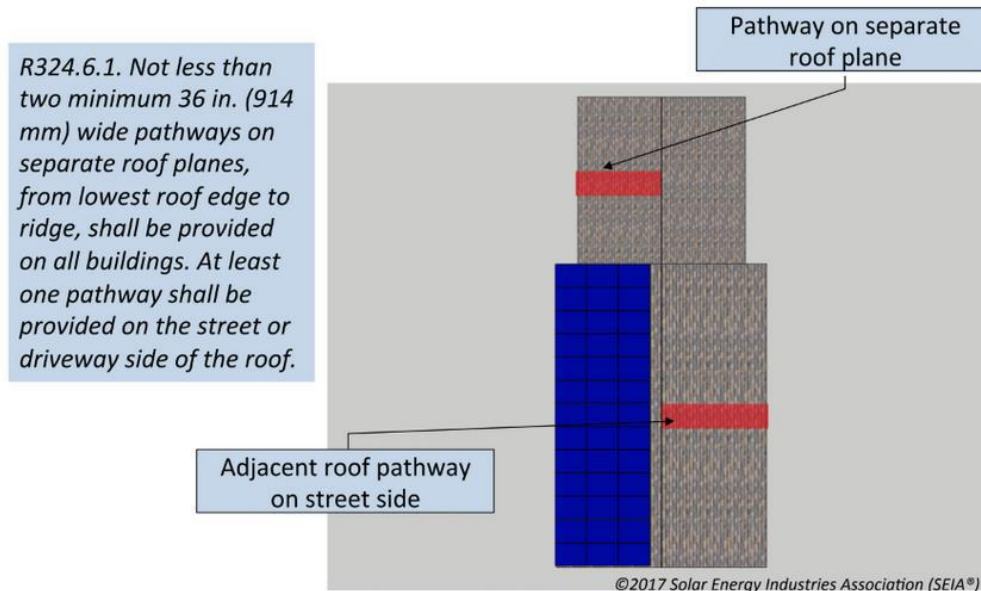 Pathway on separate
roof plane
R324.6.1. Not less than
two minimum 36 in. (914
mm) wide pathways on
separate roof planes,
from lowest roof edge to
ridge, shall be provided
on all buildings. At least
one pathway shall be
provided on the street or
driveway side of the roof.
Adjacent roof pathway
on street side
©2017 Solar Energy Industries Association (SEIA®)